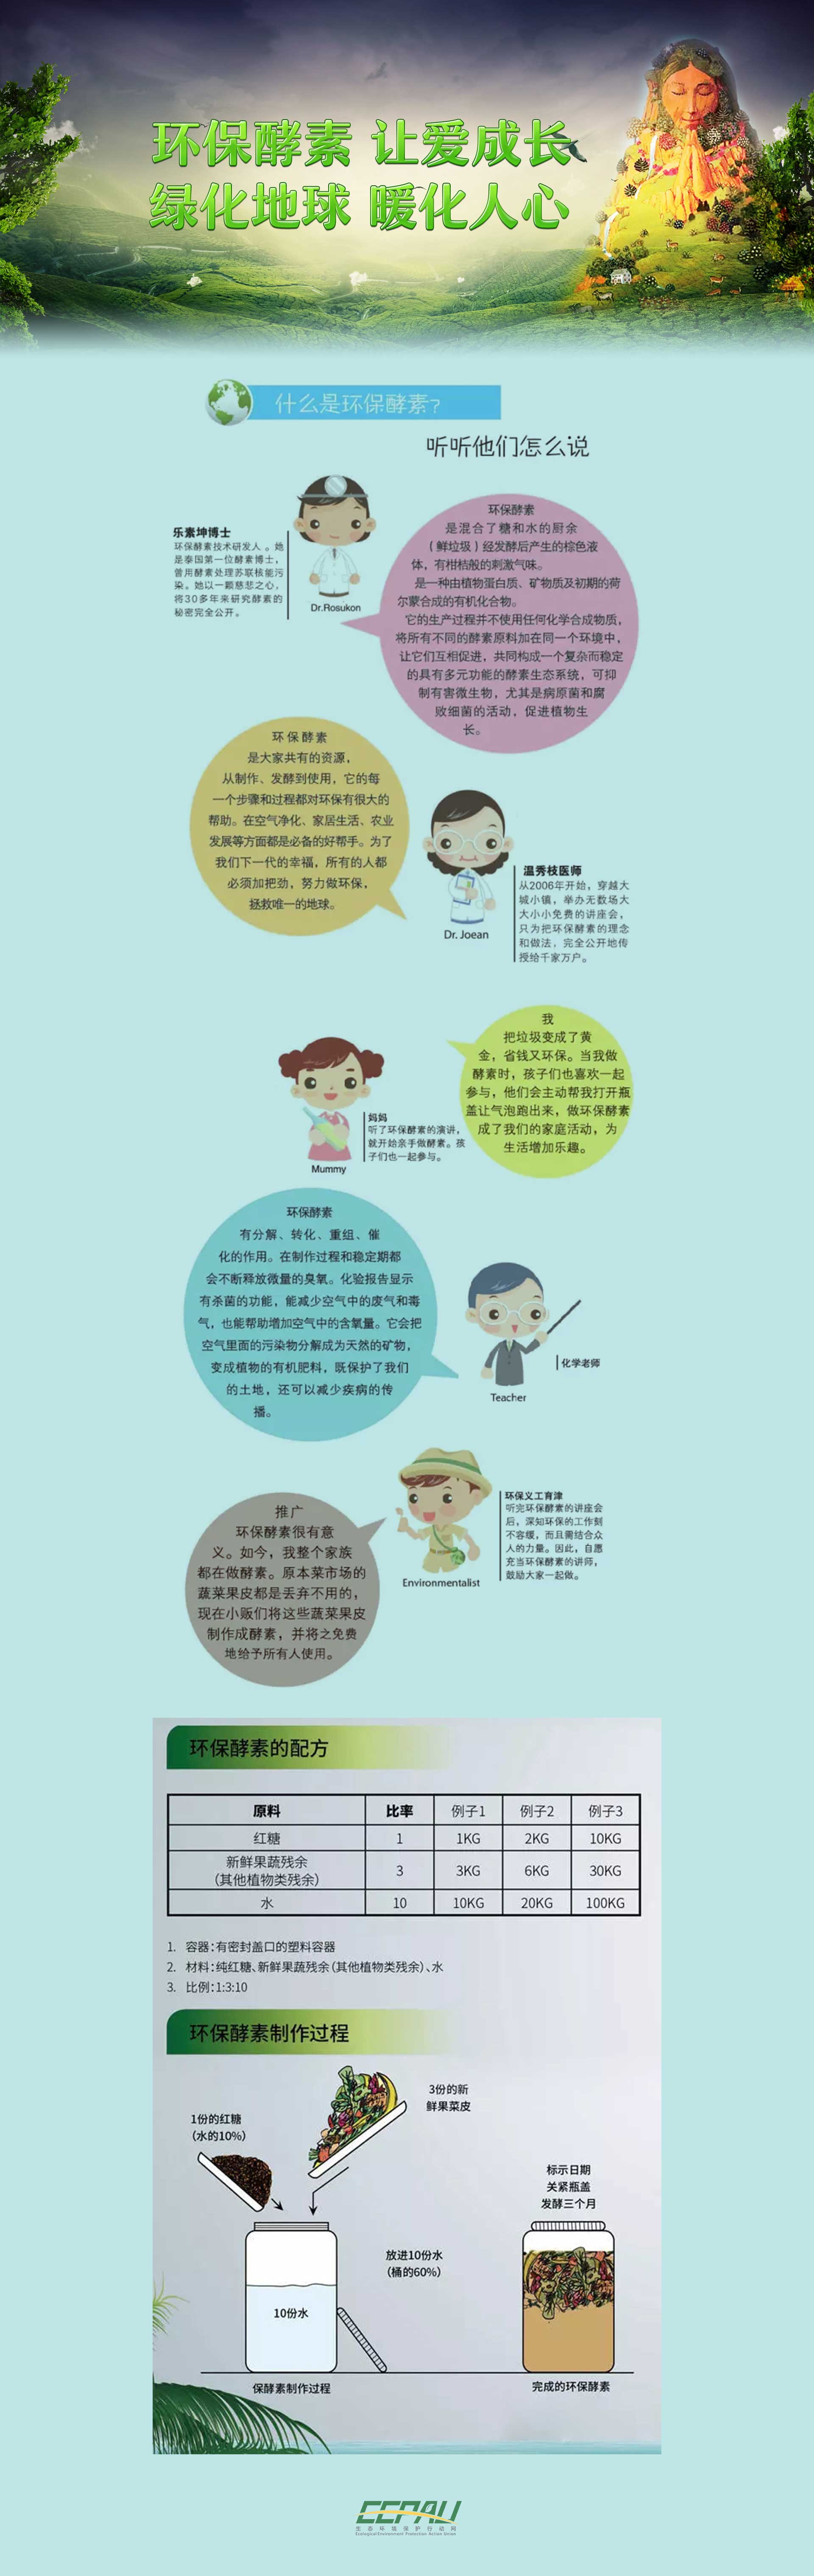 环保酵素 让爱成长
绿化地球 暖化人心
什么是环保酵素?
听听他们怎么说
乐素坤博士
环保酵素技术研发人 。她
是泰国第一位酵素博士,
曾用酵素处理苏联核能污
染。她以一颗慈悲之心,
将30多年来研究酵素的
秘密完全公开。
Dr.Rosukon
环保酵素
是混合了糖和水的厨余
(鲜垃圾)经发酵后产生的棕色液
体,有柑桔般的刺激气味。
是一种由植物蛋白质、矿物质及初期的荷
尔蒙合成的有机化合物。
它的生产过程并不使用任何化学合成物质,
将所有不同的酵素原料加在同一个环境中,
让它们互相促进,共同构成一个复杂而稳定
的具有多元功能的酵素生态系统,可抑
制有害微生物,尤其是病原菌和腐
败细菌的活动,促进植物生
长。
环保酵素
是大家共有的资源,
从制作、发酵到使用,它的每
一个步骤和过程都对环保有很大的
帮助。在空气净化、家居生活、农业
发展等方面都是必备的好帮手。为了
我们下一代的幸福,所有的人都
必须加把劲,努力做环保,
拯救唯一的地球。
Dr. Joean
温秀枝医师
从2006年开始,穿越大
城小镇,举办无数场大
大小小免费的讲座会,
只为把环保酵素的理念
和做法,完全公开地传
授给千家万户。
我
把垃圾变成了黄
金,省钱又环保。当我做
酵素时,孩子们也喜欢一起
参与,他们会主动帮我打开瓶
盖让气泡跑出来,做环保酵素
成了我们的家庭活动,为
生活增加乐趣。
妈妈
听了环保酵素的演讲,
就开始亲手做酵素。孩
子们也一起参与。
Mummy
环保酵素
有分解、转化、重组、催
化的作用。在制作过程和稳定期都
会不断释放微量的臭氧。化验报告显示
有杀菌的功能,能减少空气中的废气和毒
气,也能帮助增加空气中的含氧量。它会把
空气里面的污染物分解成为天然的矿物,
变成植物的有机肥料,既保护了我们
的土地,还可以减少疾病的传
播。
化学老师
Teacher
环保义工育津
听完环保酵素的讲座会
后,深知环保的工作刻
不容缓,而且需结合众
人的力量。因此,自愿
充当环保酵素的讲师,
鼓励大家一起做。
Environmentalist
推广
环保酵素很有意
义。如今,我整个家族
都在做酵素。原本菜市场的
蔬菜果皮都是丢弃不用的,
现在小贩们将这些蔬菜果皮
制作成酵素,并将之免费
地给予所有人使用。
环保酵素的配方
原料 比率 例子1 例子2 例子3
红糖 1 1KG 2KG 10KG
新鲜果蔬残余
(其他植物类残余) 3 3KG 6KG 30KG
水 10 10KG 20KG 100KG
1. 容器:有密封盖口的塑料容器
2. 材料:纯红糖、新鲜果蔬残余(其他植物类残余)、水
3. 比例:1:3:10
环保酵素制作过程
3份的新
鲜果菜皮
1份的红糖
(水的10%)
标示日期
关紧瓶盖
发酵三个月
放进10份水
(桶的60%)
10份水
保酵素制作过程
完成的环保酵素
EEPAU
生态环境保护行动网
Ecological Environment Protection Action Union